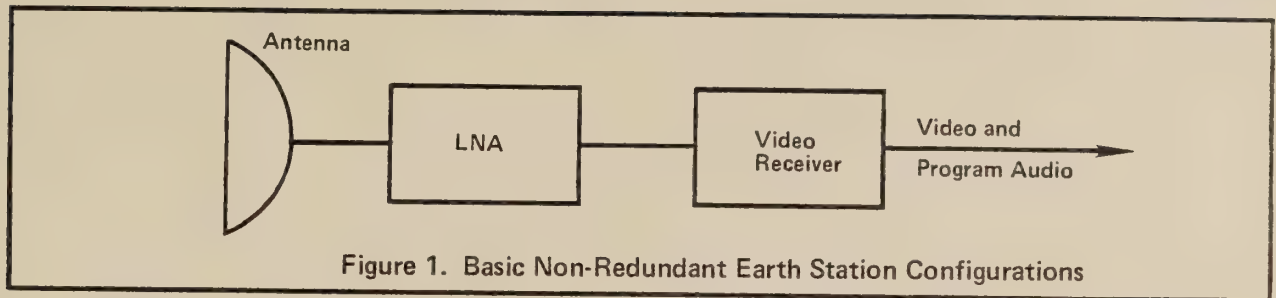 Antenna
LNA
Video
Receiver
Video and
Program Audio
Figure 1. Basic Non-Redundant Earth Station Configurations